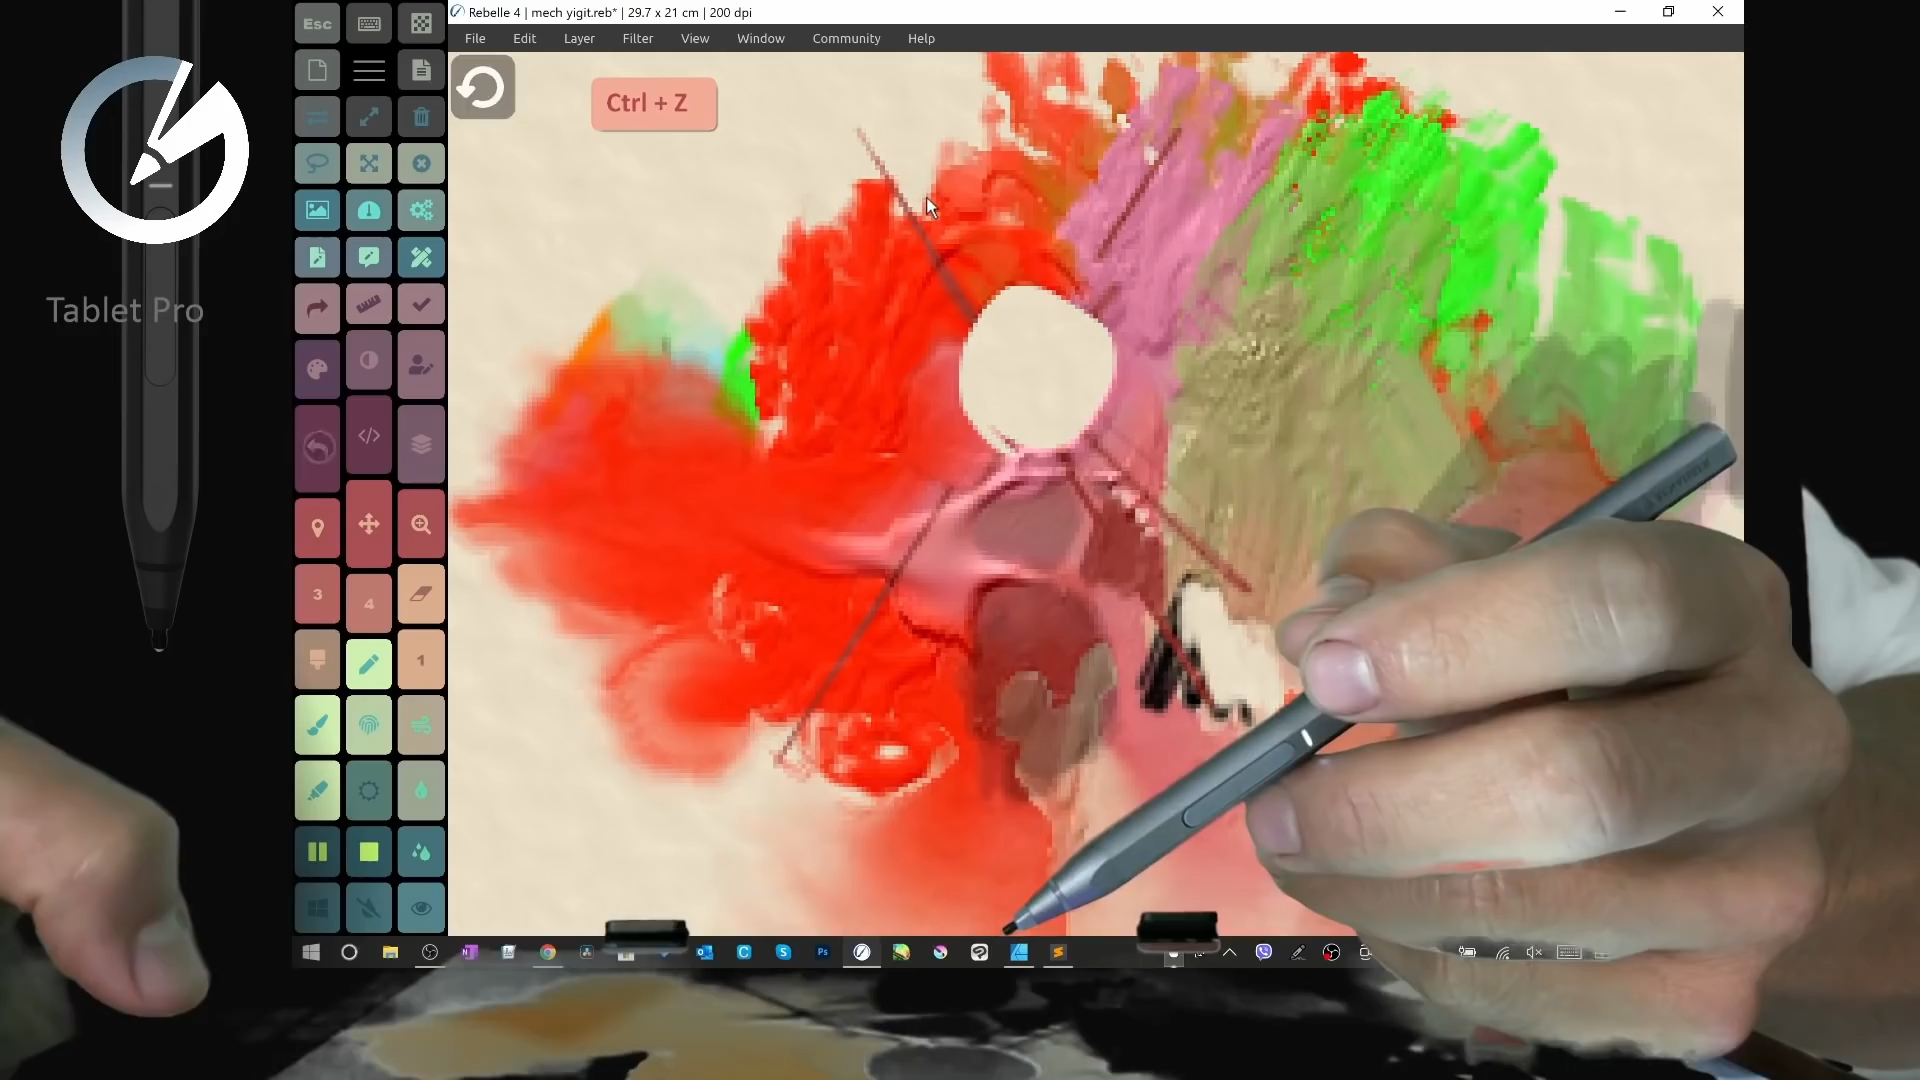 Rebelle 4 | mech yigit.reb* | 29.7 x 21 cm | 200 dpi
File Edit Layer Filter View Window Community Help
Esc
Ctrl + Z
Tablet Pro
3
4
1